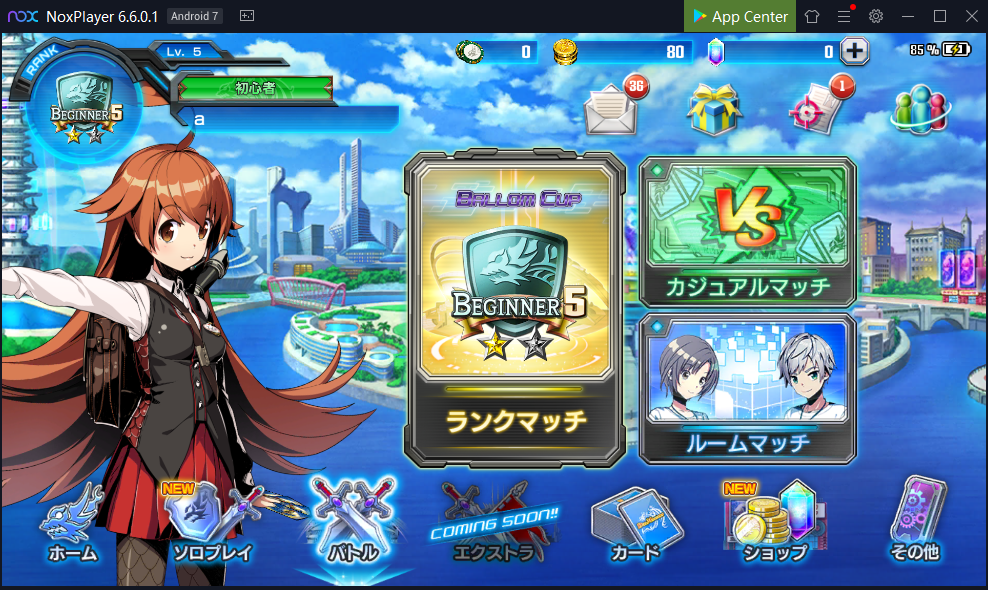 nox NoxPlayer 6.6.0.1 Android 7 App Center
RANK
Lv. 5
0
80
0
85 %
初心者
BEGINNER 5
a
36
1
BALLOM CUP
BEGINNER 5
ランクマッチ
VS
カジュアルマッチ
ルームマッチ
ホーム
NEW
ソロプレイ
バトル
COMING SOON!!
エクストラ
カード
NEW
ショップ
その他